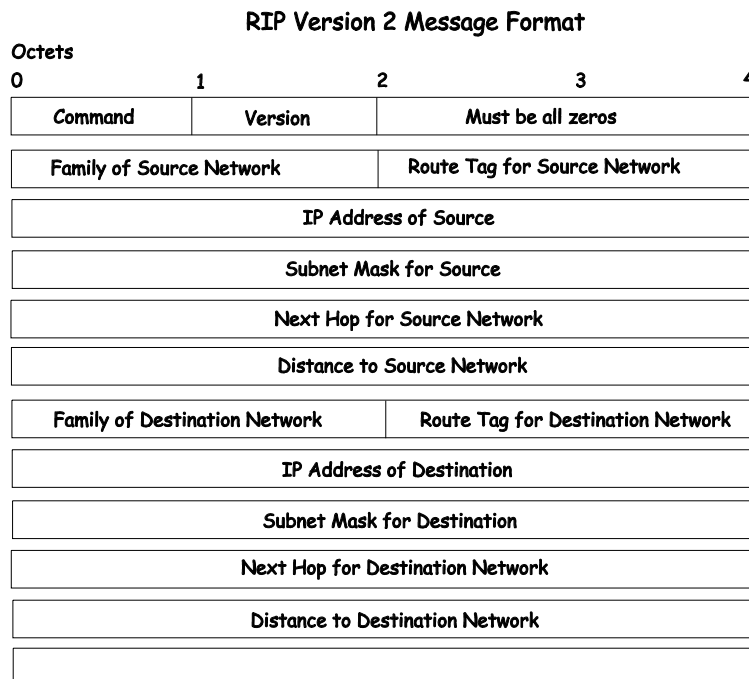 RIP Version 2 Message Format
Octets
0 1 2 3 4
Command Version Must be all zeros
Family of Source Network Route Tag for Source Network
IP Address of Source
Subnet Mask for Source
Next Hop for Source Network
Distance to Source Network
Family of Destination Network Route Tag for Destination Network
IP Address of Destination
Subnet Mask for Destination
Next Hop for Destination Network
Distance to Destination Network